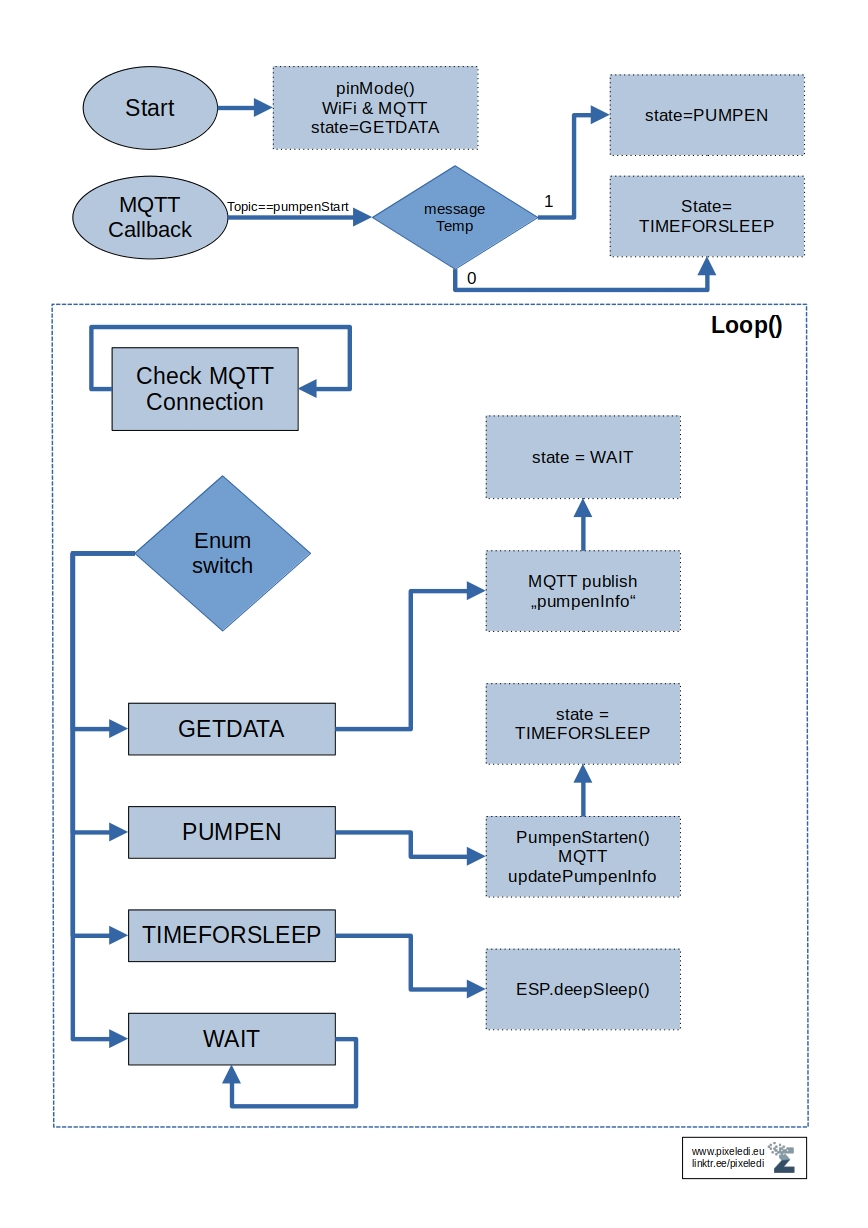 Start
pinMode()
WiFi & MQTT
state=GETDATA
state=PUMPEN
MQTT
Callback
Topic==pumpenStart
message
Temp
1
0
State=
TIMEFORSLEEP
Loop()
Check MQTT
Connection
state = WAIT
Enum
switch
MQTT publish
„pumpenInfo“
GETDATA
state =
TIMEFORSLEEP
PUMPEN
PumpenStarten()
MQTT
updatePumpenInfo
TIMEFORSLEEP
ESP.deepSleep()
WAIT
www.pixeledi.eu
linktr.ee/pixeledi